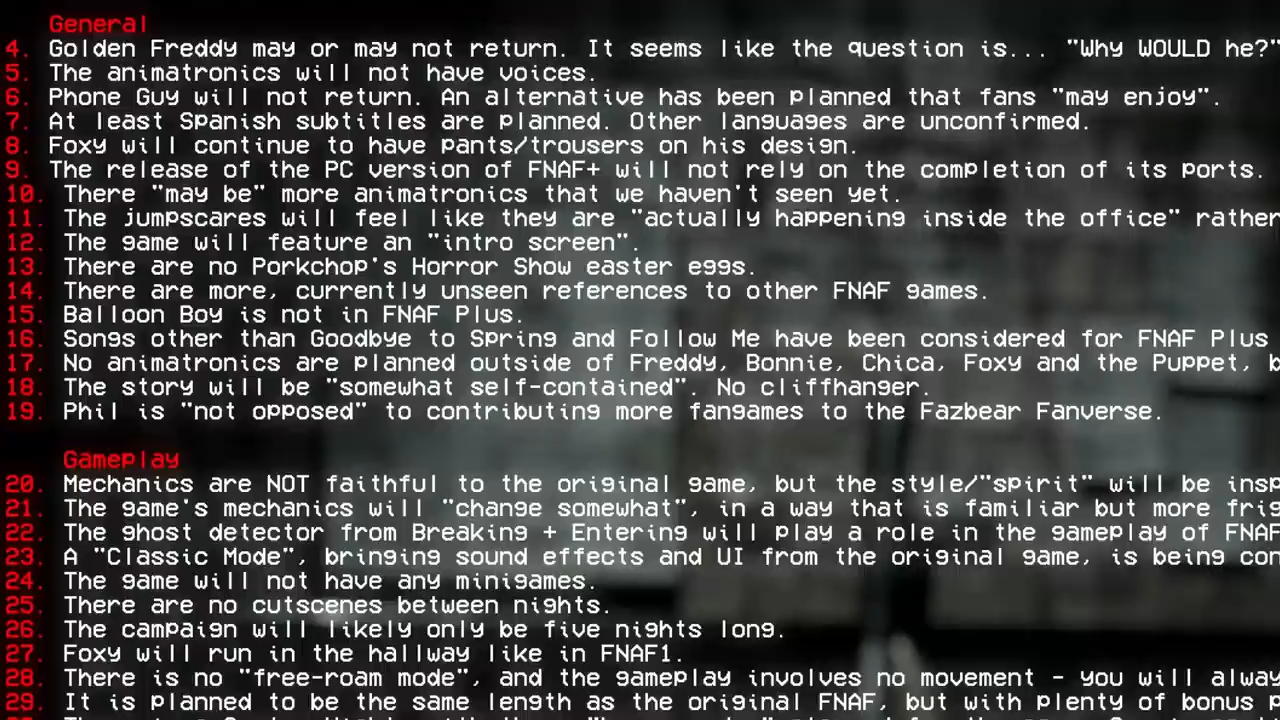 General
4. Golden Freddy may or may not return. It seems like the question is... "Why WOULD he?"
5. The animatronics will not have voices.
6. Phone Guy will not return. An alternative has been planned that fans "may enjoy".
7. At least Spanish subtitles are planned. Other languages are unconfirmed.
8. Foxy will continue to have pants/trousers on his design.
9. The release of the PC version of FNAF+ will not rely on the completion of its ports.
10. There "may be" more animatronics that we haven't seen yet.
11. The jumpscares will feel like they are "actually happening inside the office" rather
12. The game will feature an "intro screen".
13. There are no Porkchop's Horror Show easter eggs.
14. There are more, currently unseen references to other FNAF games.
15. Balloon Boy is not in FNAF Plus.
16. Songs other than Goodbye to Spring and Follow Me have been considered for FNAF Plus
17. No animatronics are planned outside of Freddy, Bonnie, Chica, Foxy and the Puppet, b
18. The story will be "somewhat self-contained". No cliffhanger.
19. Phil is "not opposed" to contributing more fangames to the Fazbear Fanverse.
Gameplay
20. Mechanics are NOT faithful to the original game, but the style/"spirit" will be insp
21. The game's mechanics will "change somewhat", in a way that is familiar but more frig
22. The ghost detector from Breaking + Entering will play a role in the gameplay of FNAF
23. A "Classic Mode", bringing sound effects and UI from the original game, is being con
24. The game will not have any minigames.
25. There are no cutscenes between nights.
26. The campaign will likely only be five nights long.
27. Foxy will run in the hallway like in FNAF1.
28. There is no "free-roam mode", and the gameplay involves no movement - you will alway
29. It is planned to be the same length as the original FNAF, but with plenty of bonus p